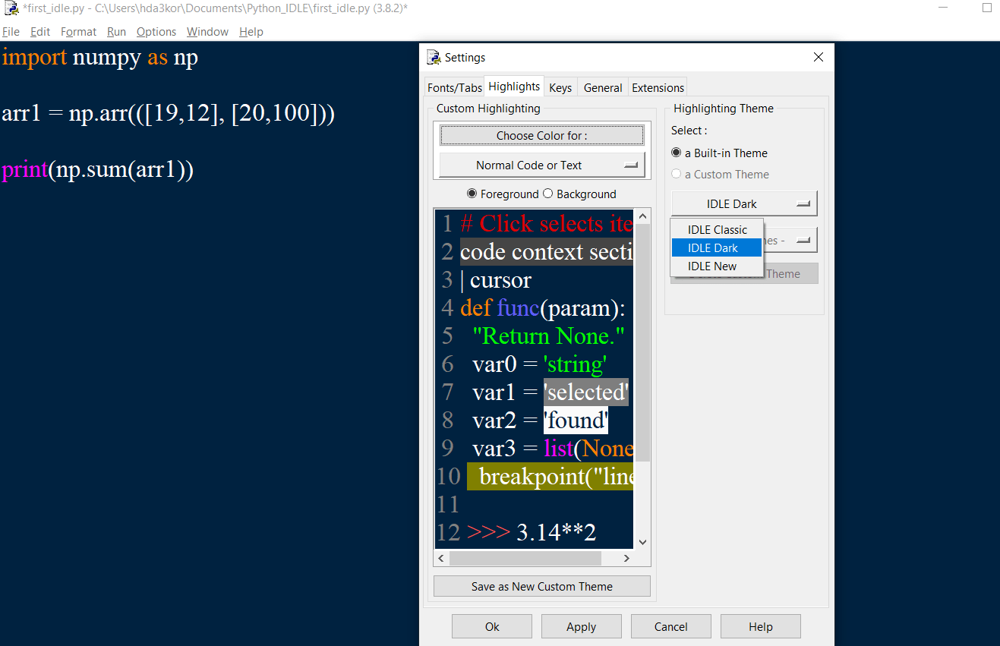 *first_idle.py - C:\Users\hda3kor\Documents\Python_IDLE\first_idle.py (3.8.2)*
File Edit Format Run Options Window Help
import numpy as np
arr1 = np.arr(([19,12], [20,100]))
print(np.sum(arr1))
Settings
Fonts/Tabs Highlights Keys General Extensions
Custom Highlighting
Choose Color for :
Normal Code or Text
Foreground Background
1 # Click selects ite
2 code context secti
3 | cursor
4 def func(param):
5 "Return None."
6 var0 = 'string'
7 var1 = 'selected'
8 var2 = 'found'
9 var3 = list(None
10 breakpoint("line
11
12 >>> 3.14**2
Save as New Custom Theme
Highlighting Theme
Select :
a Built-in Theme
a Custom Theme
IDLE Dark
IDLE Classic
IDLE Dark
IDLE New
Theme
Ok Apply Cancel Help